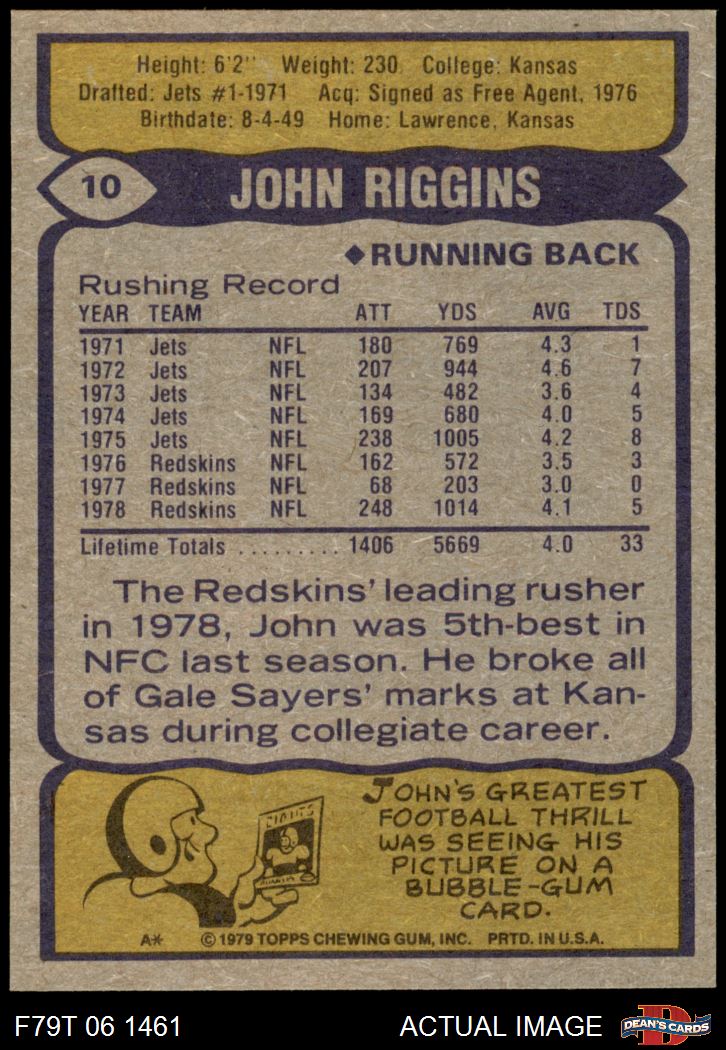 Height: 6'2" Weight: 230 College: Kansas
Drafted: Jets #1-1971 Acq: Signed as Free Agent, 1976
Birthdate: 8-4-49 Home: Lawrence, Kansas
10 JOHN RIGGINS
◆RUNNING BACK
Rushing Record
YEAR TEAM ATT YDS AVG TDS
1971 Jets NFL 180 769 4.3 1
1972 Jets NFL 207 944 4.6 7
1973 Jets NFL 134 482 3.6 4
1974 Jets NFL 169 680 4.0 5
1975 Jets NFL 238 1005 4.2 8
1976 Redskins NFL 162 572 3.5 3
1977 Redskins NFL 68 203 3.0 0
1978 Redskins NFL 248 1014 4.1 5
Lifetime Totals ......... 1406 5669 4.0 33
The Redskins' leading rusher
in 1978, John was 5th-best in
NFC last season. He broke all
of Gale Sayers' marks at Kan-
sas during collegiate career.
JOHN'S GREATEST
FOOTBALL THRILL
WAS SEEING HIS
PICTURE ON A
BUBBLE-GUM
CARD.
A* © 1979 TOPPS CHEWING GUM, INC. PRTD. IN U.S.A.
F79T 06 1461 ACTUAL IMAGE DEAN'S CARDS